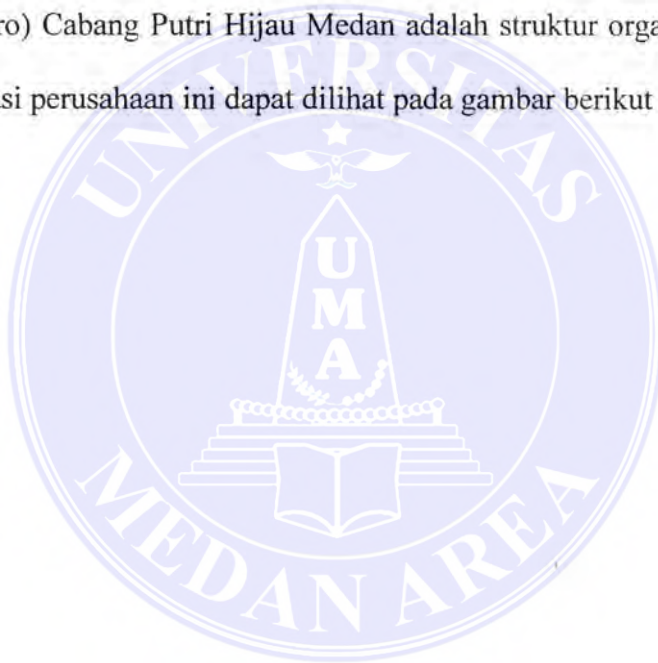 ro) Cabang Putri Hijau Medan adalah struktur orga
si perusahaan ini dapat dilihat pada gambar berikut
UNIVERSITAS
U
M
A
MEDAN AREA